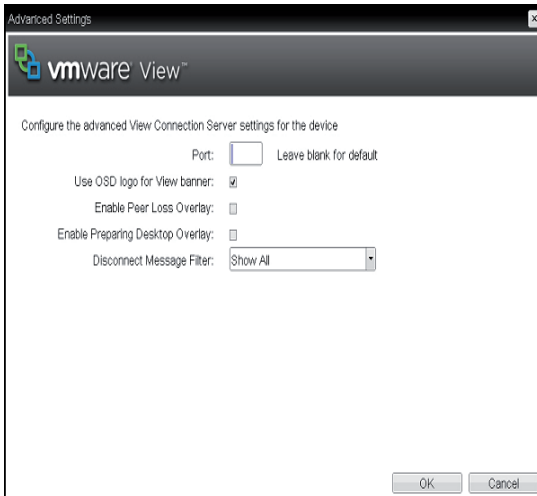 Advanced Settings
vmware View™
Configure the advanced View Connection Server settings for the device
Port: Leave blank for default
Use OSD logo for View banner:
Enable Peer Loss Overlay:
Enable Preparing Desktop Overlay:
Disconnect Message Filter: Show All
OK Cancel